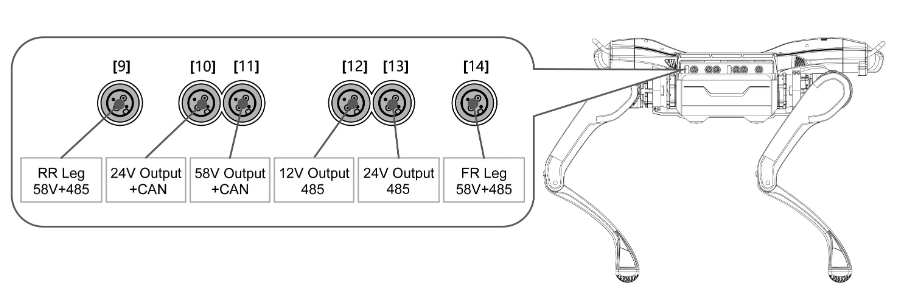 [9] [10] [11] [12] [13] [14]
RR Leg
58V+485
24V Output
+CAN
58V Output
+CAN
12V Output
485
24V Output
485
FR Leg
58V+485